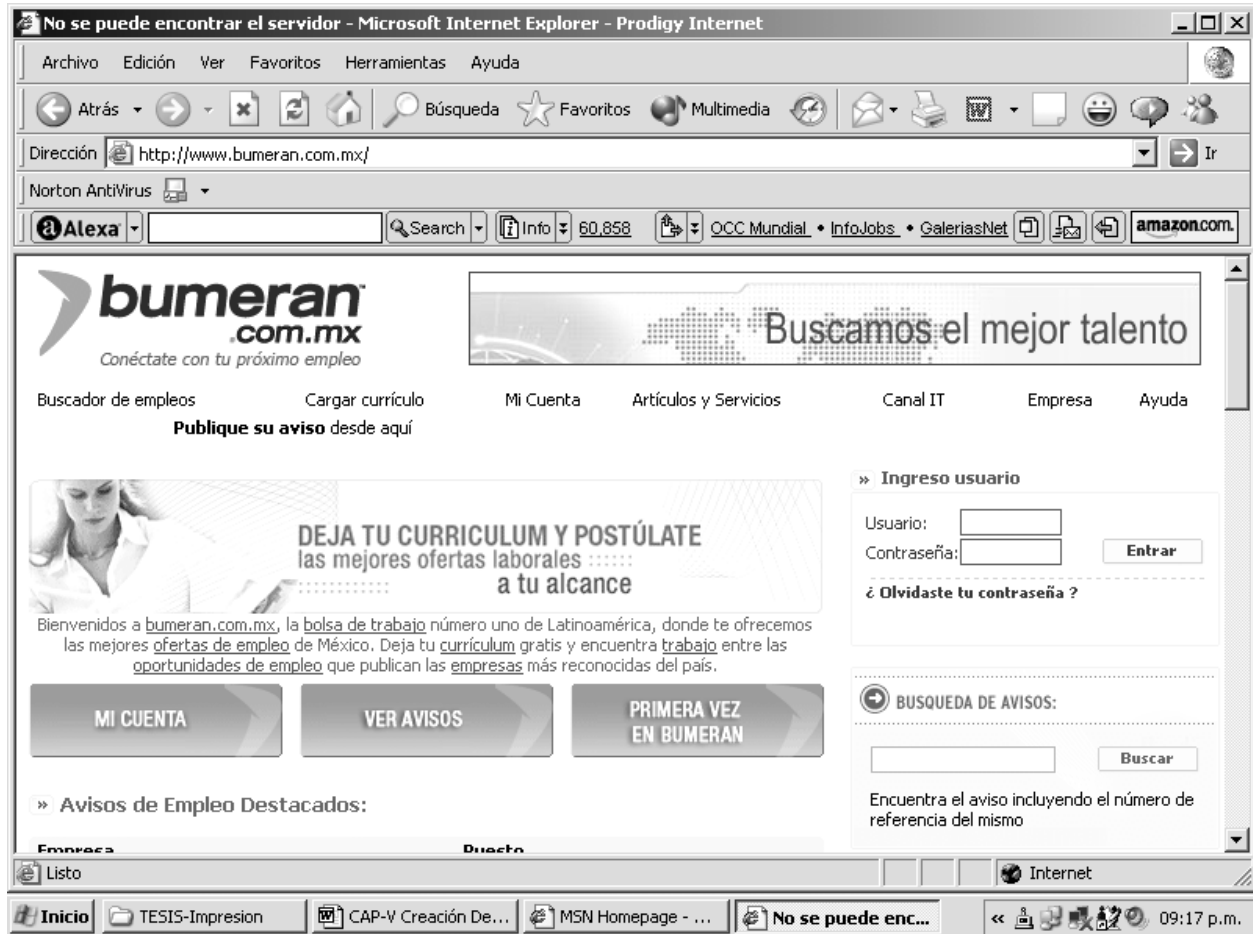 No se puede encontrar el servidor - Microsoft Internet Explorer - Prodigy Internet
Archivo Edición Ver Favoritos Herramientas Ayuda
Atrás Búsqueda Favoritos Multimedia
Dirección http://www.bumeran.com.mx/ Ir
Norton AntiVirus
Alexa Search Info 60,858 OCC Mundial • InfoJobs • GaleriasNet amazon.com.
bumeran
.com.mx
Conéctate con tu próximo empleo
Buscamos el mejor talento
Buscador de empleos Cargar currículo Mi Cuenta Artículos y Servicios Canal IT Empresa Ayuda
Publique su aviso desde aquí
DEJA TU CURRICULUM Y POSTÚLATE
las mejores ofertas laborales
a tu alcance
Bienvenidos a bumeran.com.mx, la bolsa de trabajo número uno de Latinoamérica, donde te ofrecemos
las mejores ofertas de empleo de México. Deja tu currículum gratis y encuentra trabajo entre las
oportunidades de empleo que publican las empresas más reconocidas del país.
MI CUENTA
VER AVISOS
PRIMERA VEZ
EN BUMERAN
» Avisos de Empleo Destacados:
Empresa Puesto
» Ingreso usuario
Usuario:
Contraseña: Entrar
¿ Olvidaste tu contraseña ?
BUSQUEDA DE AVISOS:
Buscar
Encuentra el aviso incluyendo el número de
referencia del mismo
Listo Internet
Inicio TESIS-Impresion CAP-V Creación De... MSN Homepage - ... No se puede enc... « 09:17 p.m.